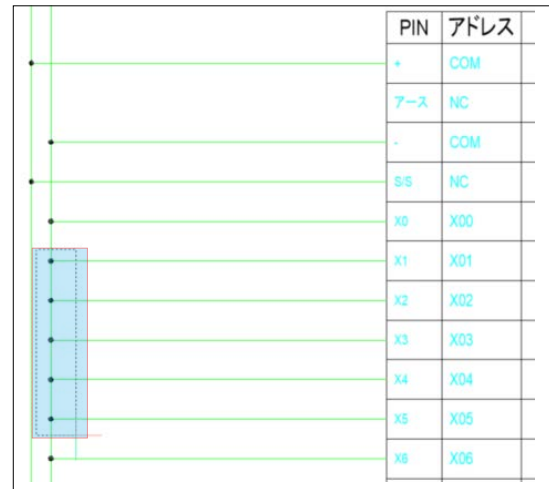 PIN アドレス
+ COM
アース NC
- COM
S/S NC
X0 X00
X1 X01
X2 X02
X3 X03
X4 X04
X5 X05
X6 X06